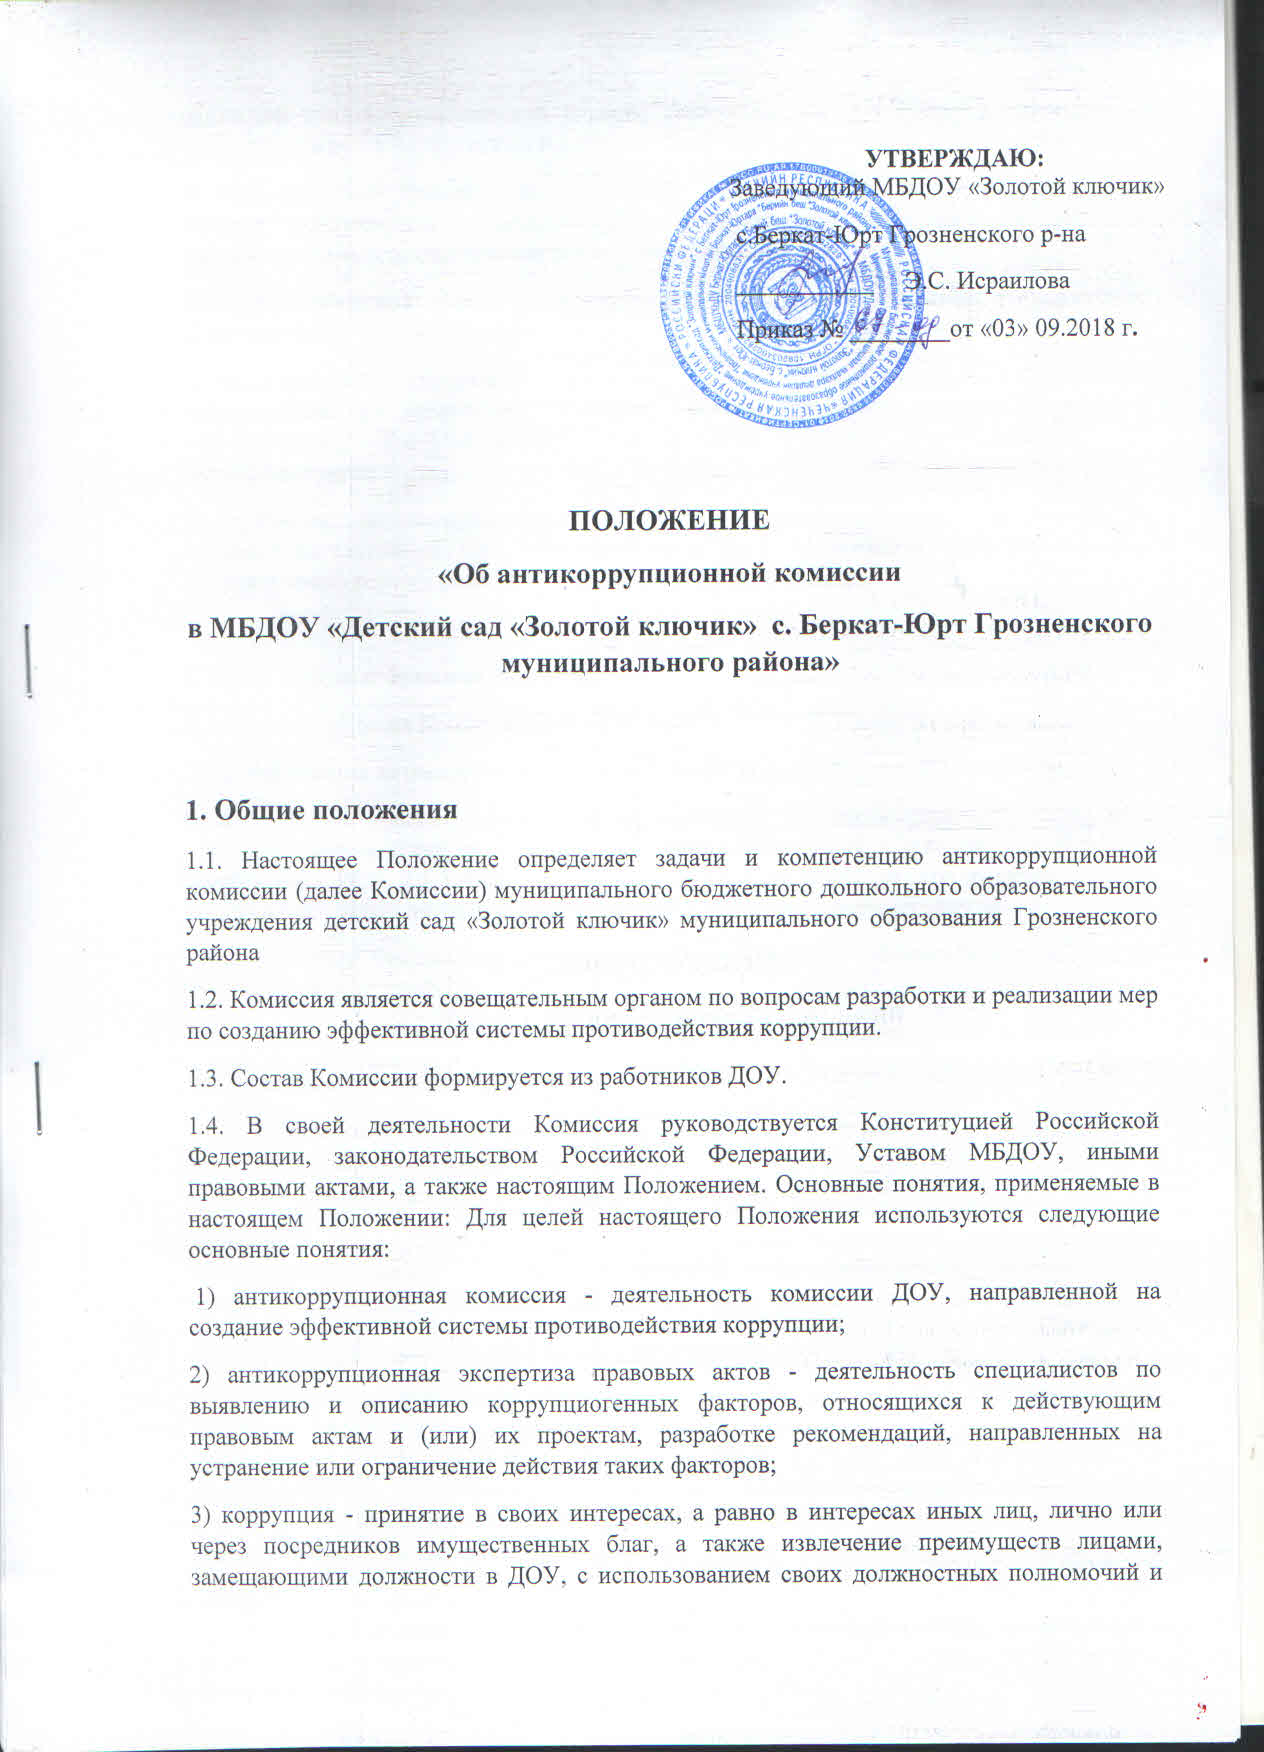 УТВЕРЖДАЮ:
Заведующий МБДОУ «Золотой ключик»
с.Беркат-Юрт Грозненского р-на
Э.С. Исраилова
Приказ № от «03» 09.2018 г.
ПОЛОЖЕНИЕ
«Об антикоррупционной комиссии
в МБДОУ «Детский сад «Золотой ключик» с. Беркат-Юрт Грозненского
муниципального района»
1. Общие положения
1.1. Настоящее Положение определяет задачи и компетенцию антикоррупционной
комиссии (далее Комиссии) муниципального бюджетного дошкольного образовательного
учреждения детский сад «Золотой ключик» муниципального образования Грозненского
района
1.2. Комиссия является совещательным органом по вопросам разработки и реализации мер
по созданию эффективной системы противодействия коррупции.
1.3. Состав Комиссии формируется из работников ДОУ.
1.4. В своей деятельности Комиссия руководствуется Конституцией Российской
Федерации, законодательством Российской Федерации, Уставом МБДОУ, иными
правовыми актами, а также настоящим Положением. Основные понятия, применяемые в
настоящем Положении: Для целей настоящего Положения используются следующие
основные понятия:
1) антикоррупционная комиссия - деятельность комиссии ДОУ, направленной на
создание эффективной системы противодействия коррупции;
2) антикоррупционная экспертиза правовых актов - деятельность специалистов по
выявлению и описанию коррупциогенных факторов, относящихся к действующим
правовым актам и (или) их проектам, разработке рекомендаций, направленных на
устранение или ограничение действия таких факторов;
3) коррупция - принятие в своих интересах, а равно в интересах иных лиц, лично или
через посредников имущественных благ, а также извлечение преимуществ лицами,
замещающими должности в ДОУ, с использованием своих должностных полномочий и